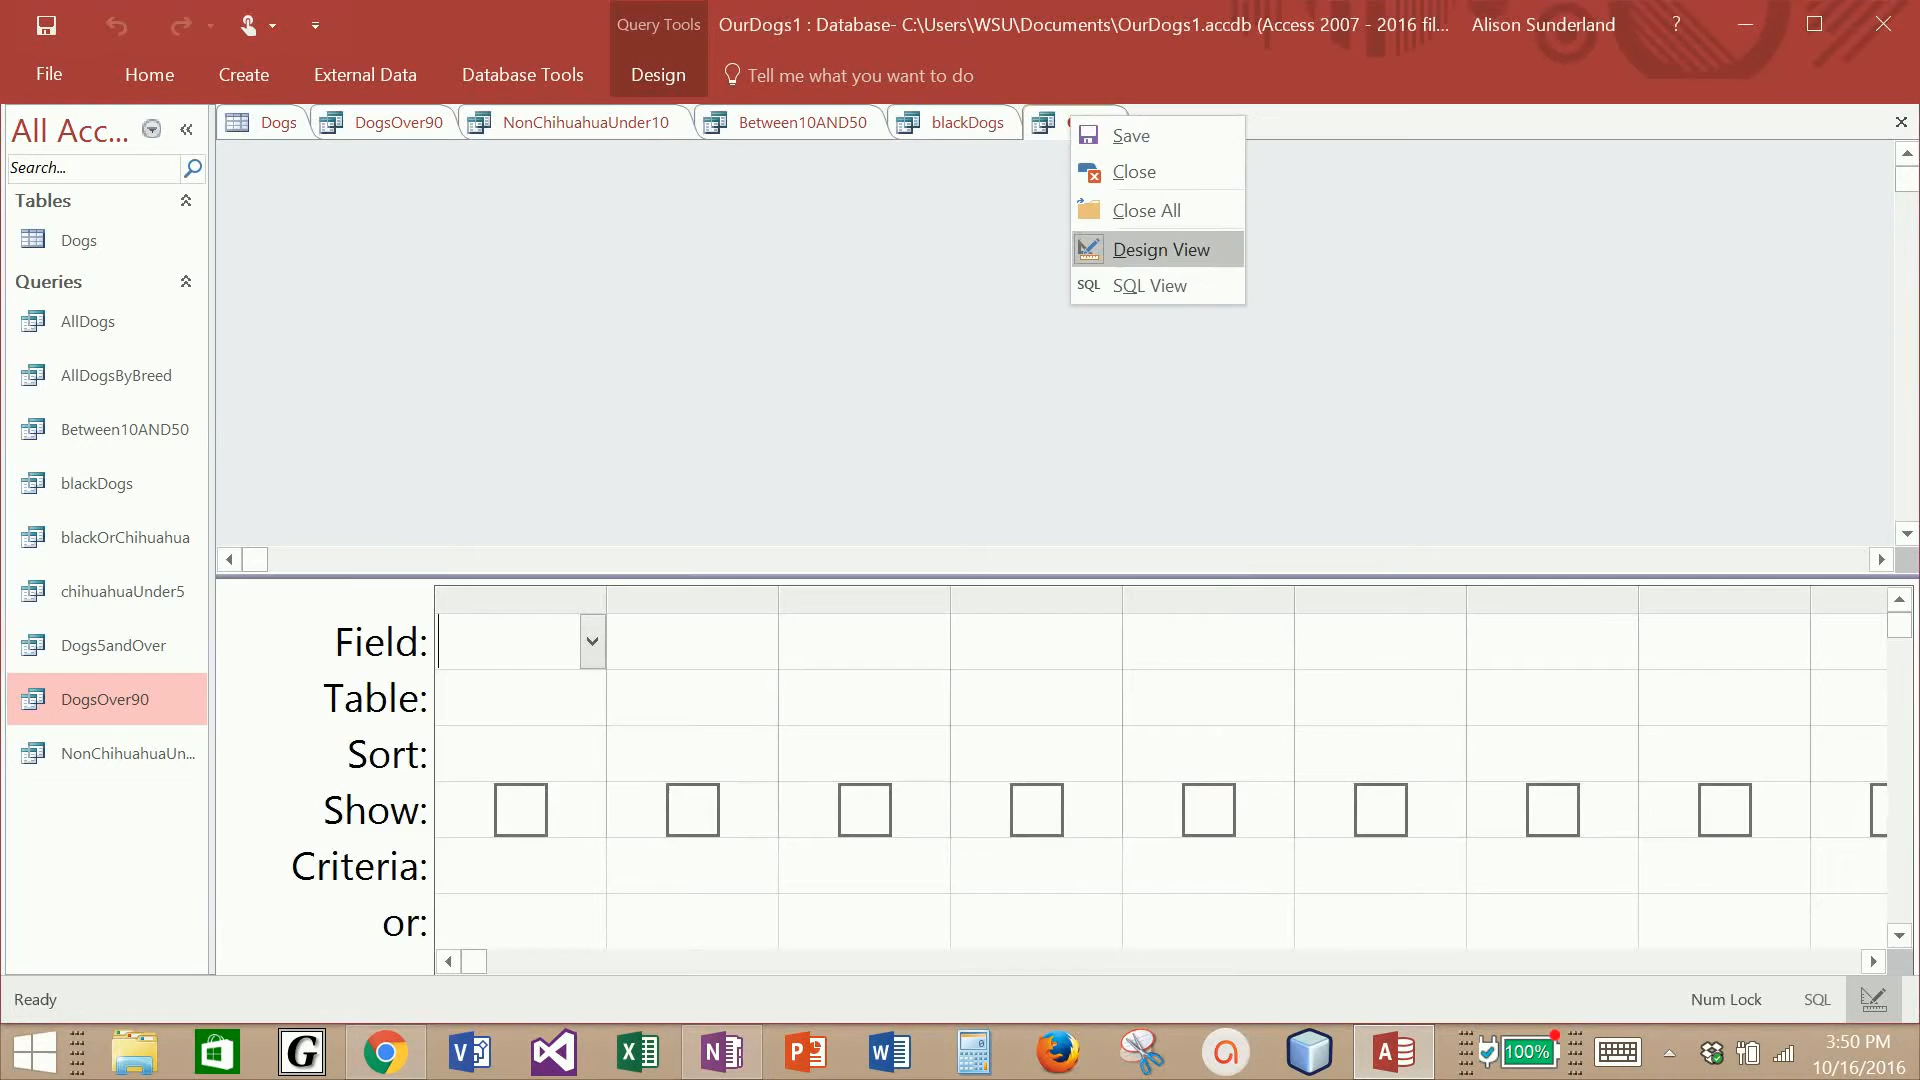 Query Tools
OurDogs1 : Database- C:\Users\WSU\Documents\OurDogs1.accdb (Access 2007 - 2016 fil...
Alison Sunderland
?
File
Home
Create
External Data
Database Tools
Design
Tell me what you want to do
All Acc...
Search...
Tables
Dogs
Queries
AllDogs
AllDogsByBreed
Between10AND50
blackDogs
blackOrChihuahua
chihuahuaUnder5
Dogs5andOver
DogsOver90
NonChihuahuaUn...
Dogs
DogsOver90
NonChihuahuaUnder10
Between10AND50
blackDogs
Save
Close
Close All
Design View
SQL SQL View
Field:
Table:
Sort:
Show:
Criteria:
or:
Ready
Num Lock
SQL
G
100%
3:50 PM
10/16/2016